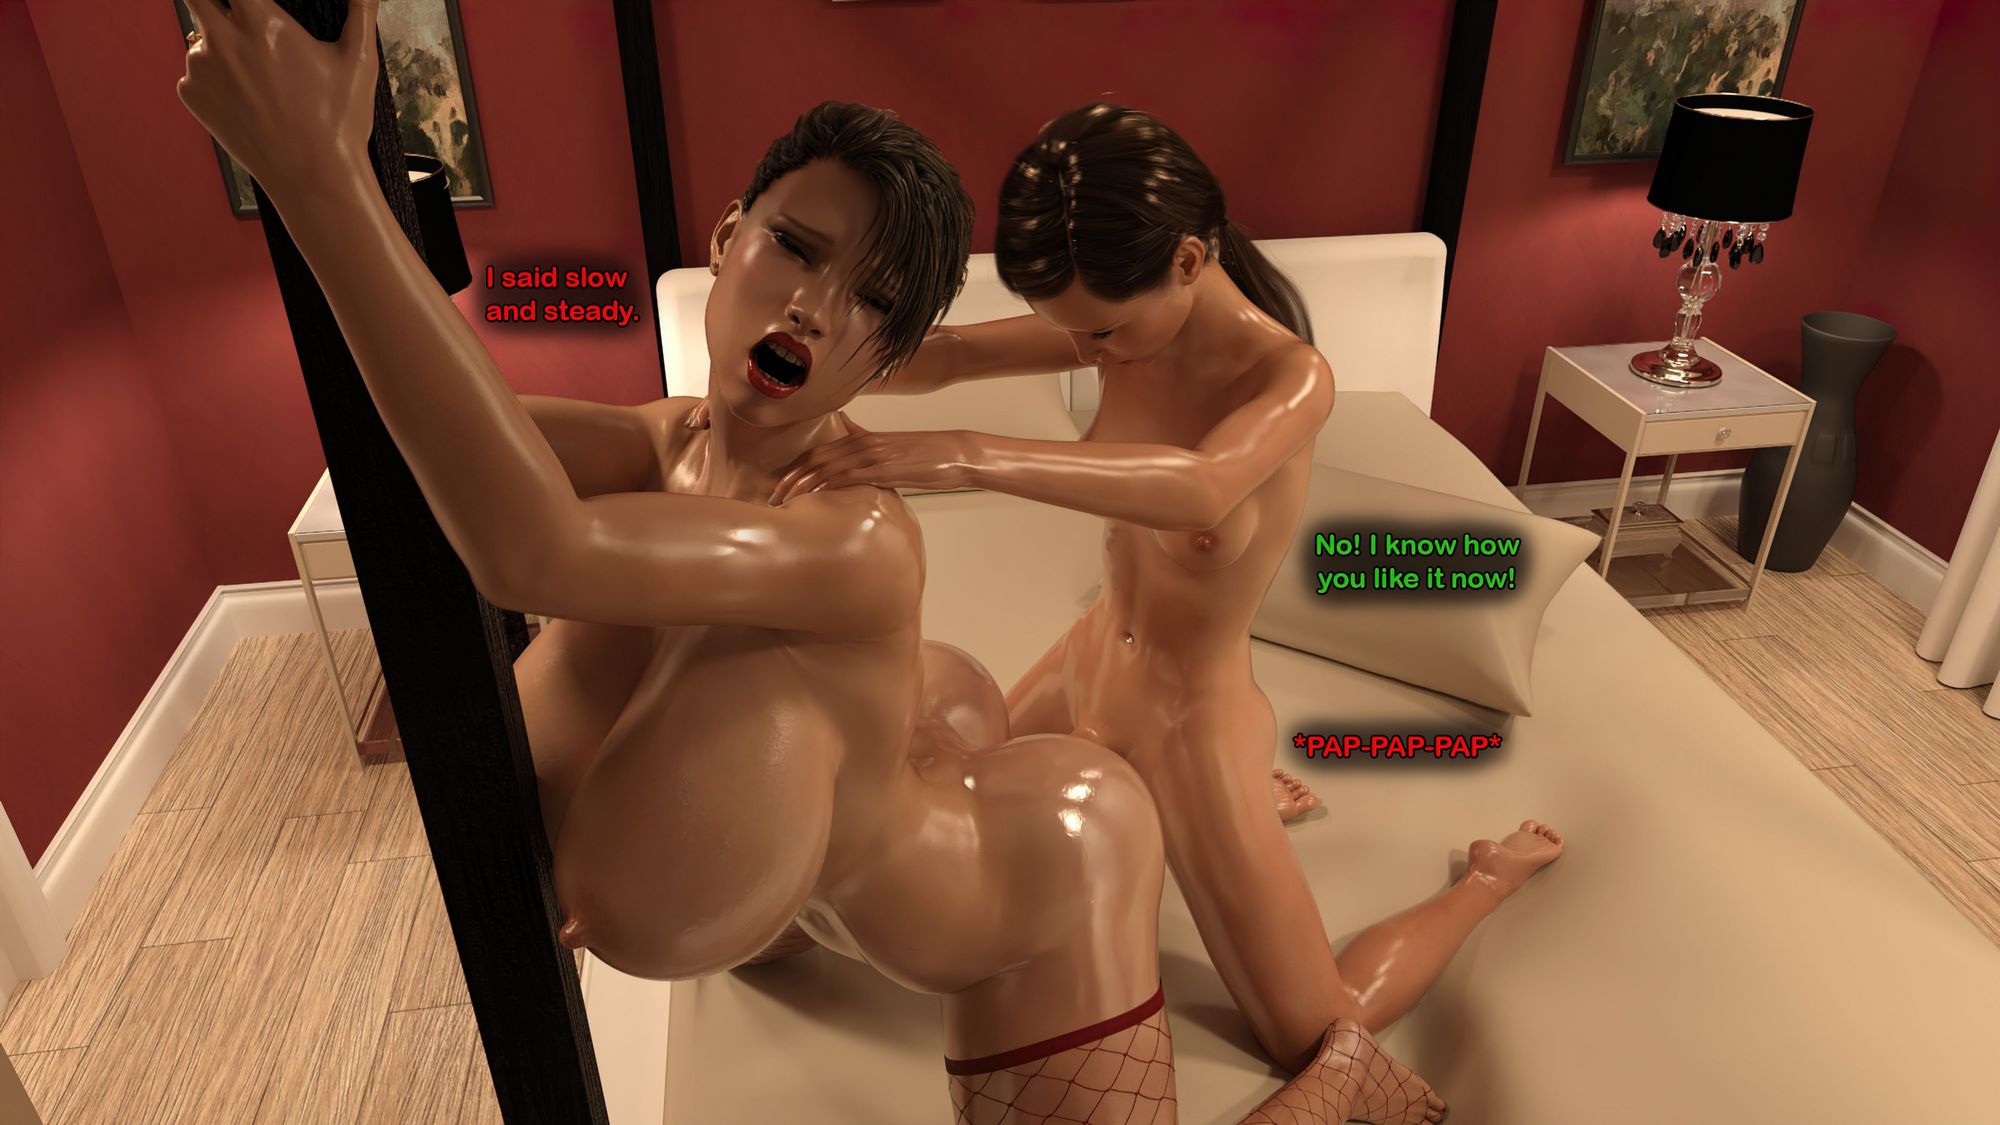 I said slow
and steady.
No! I know how
you like it now!
*PAP-PAP-PAP*